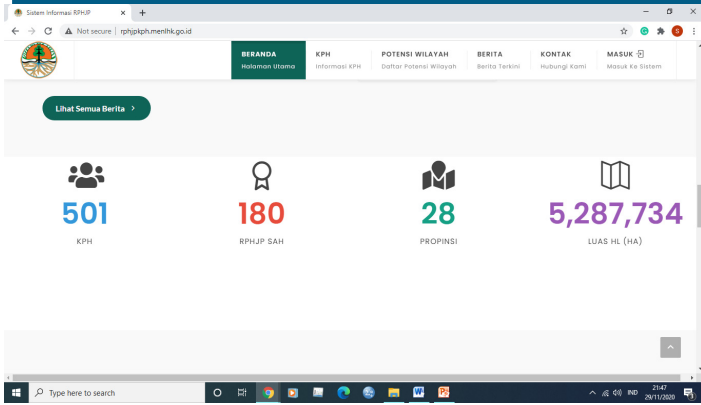 Sistem Informasi RPHJP
Not secure | rphjpkph.menlhk.go.id
BERANDA
Halaman Utama
KPH
Informasi KPH
POTENSI WILAYAH
Daftar Potensi Wilayah
BERITA
Berita Terkini
KONTAK
Hubungi Kami
MASUK
Masuk Ke Sistem
Lihat Semua Berita
501
KPH
180
RPHJP SAH
28
PROPINSI
5,287,734
LUAS HL (HA)
Type here to search
IND
21:47
29/11/2020